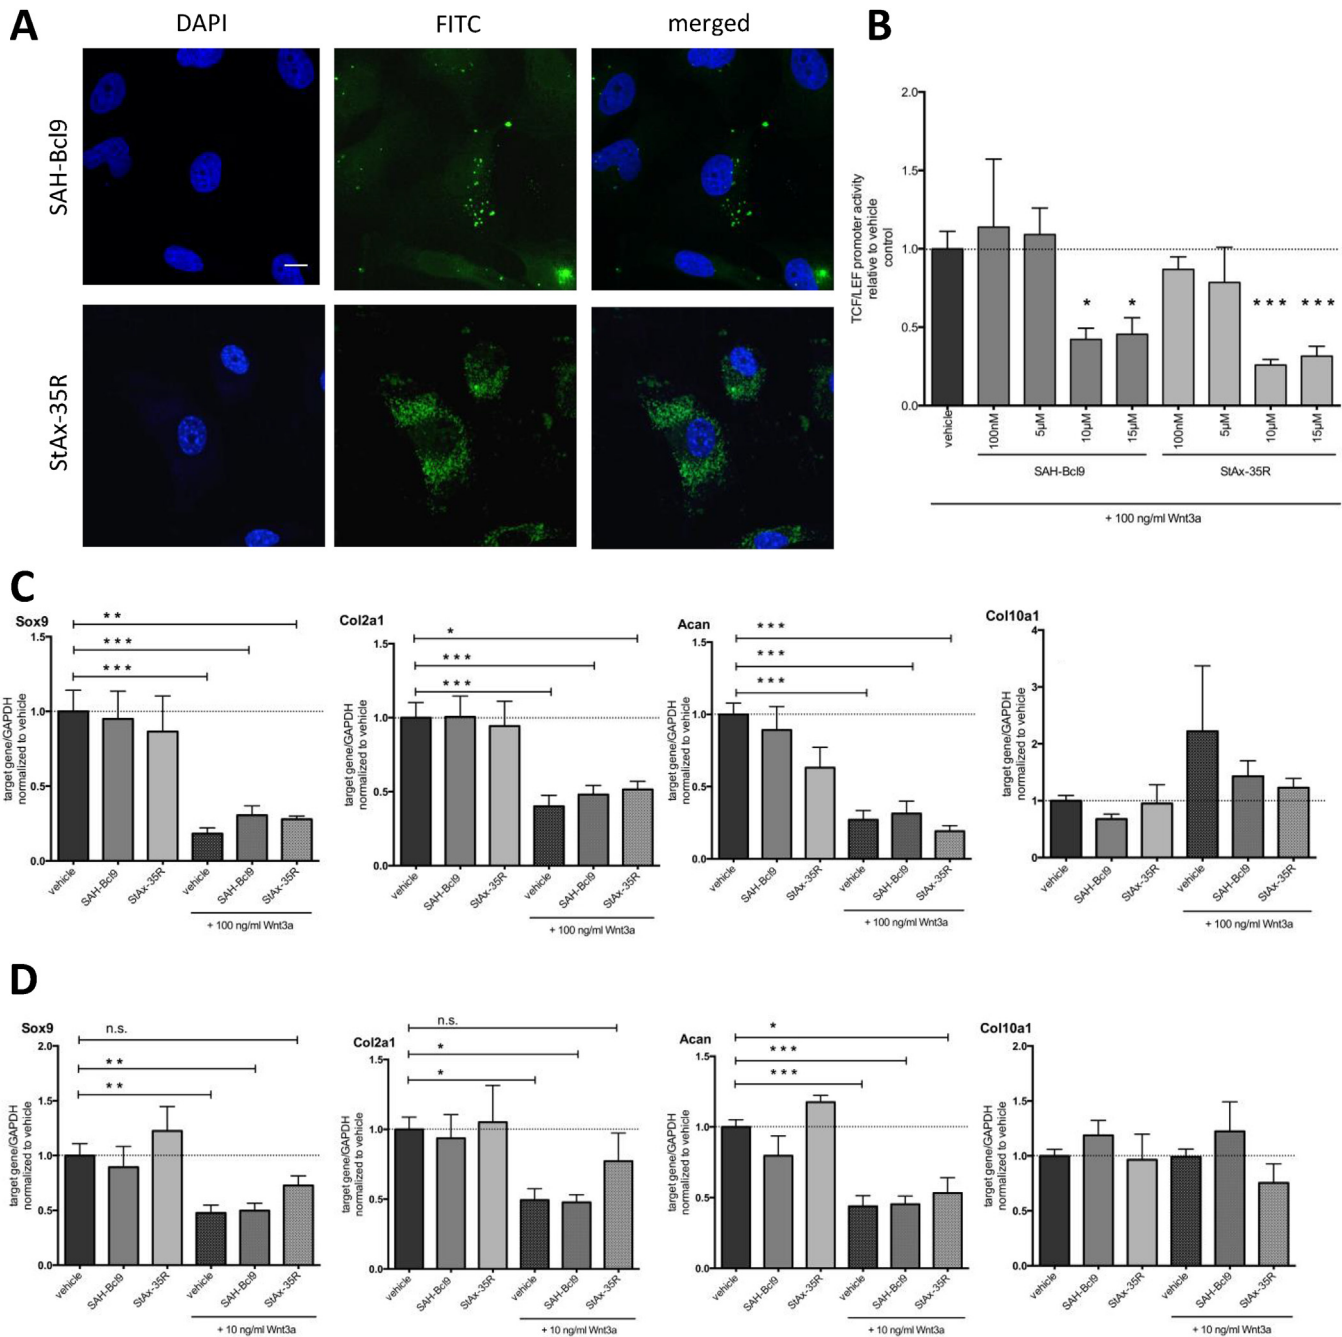 A
DAPI
FITC
merged
SAH-Bcl9
StAx-35R
B
TCF/LEF promoter activity
relative to vehicle
control
2.0
1.5
1.0
0.5
0.0
* * * * * * * *
vehicle
100nM
5µM
10µM
15µM
100nM
5µM
10µM
15µM
SAH-Bcl9
StAx-35R
+ 100 ng/ml Wnt3a
C
Sox9
* *
* * *
* * *
target gene/GAPDH
normalized to vehicle
1.5
1.0
0.5
0.0
vehicle
SAH-Bcl9
StAx-35R
vehicle
SAH-Bcl9
StAx-35R
+ 100 ng/ml Wnt3a
Col2a1
*
* * *
* * *
target gene/GAPDH
normalized to vehicle
1.5
1.0
0.5
0.0
vehicle
SAH-Bcl9
StAx-35R
vehicle
SAH-Bcl9
StAx-35R
+ 100 ng/ml Wnt3a
Acan
* * *
* * *
* * *
target gene/GAPDH
normalized to vehicle
1.5
1.0
0.5
0.0
vehicle
SAH-Bcl9
StAx-35R
vehicle
SAH-Bcl9
StAx-35R
+ 100 ng/ml Wnt3a
Col10a1
target gene/GAPDH
normalized to vehicle
4
3
2
1
0
vehicle
SAH-Bcl9
StAx-35R
vehicle
SAH-Bcl9
StAx-35R
+ 100 ng/ml Wnt3a
D
Sox9
n.s.
* *
* *
target gene/GAPDH
normalized to vehicle
2.0
1.5
1.0
0.5
0.0
vehicle
SAH-Bcl9
StAx-35R
vehicle
SAH-Bcl9
StAx-35R
+ 10 ng/ml Wnt3a
Col2a1
n.s.
*
*
target gene/GAPDH
normalized to vehicle
1.5
1.0
0.5
0.0
vehicle
SAH-Bcl9
StAx-35R
vehicle
SAH-Bcl9
StAx-35R
+ 10 ng/ml Wnt3a
Acan
*
* * *
* * *
target gene/GAPDH
normalized to vehicle
1.5
1.0
0.5
0.0
vehicle
SAH-Bcl9
StAx-35R
vehicle
SAH-Bcl9
StAx-35R
+ 10 ng/ml Wnt3a
Col10a1
target gene/GAPDH
normalized to vehicle
2.0
1.5
1.0
0.5
0.0
vehicle
SAH-Bcl9
StAx-35R
vehicle
SAH-Bcl9
StAx-35R
+ 10 ng/ml Wnt3a